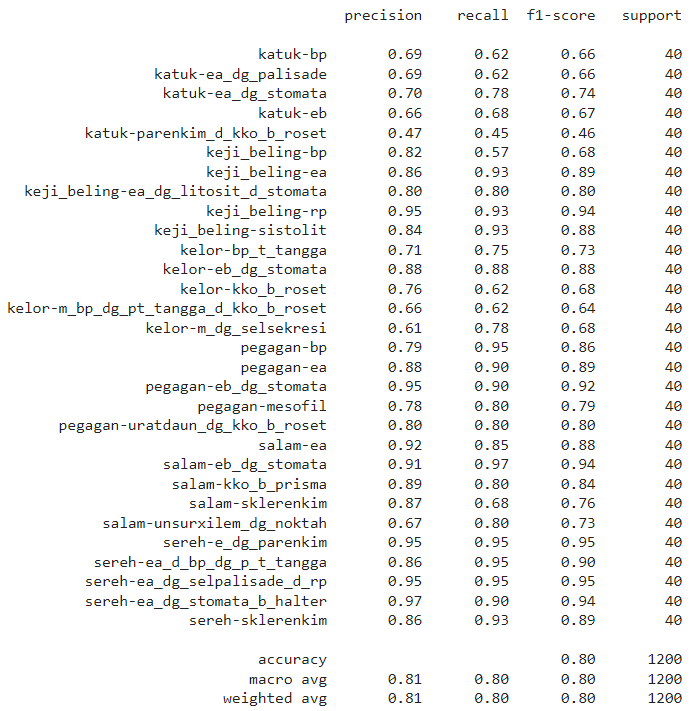 precision recall f1-score support
katuk-bp 0.69 0.62 0.66 40
katuk-ea_dg_palisade 0.69 0.62 0.66 40
katuk-ea_dg_stomata 0.70 0.78 0.74 40
katuk-eb 0.66 0.68 0.67 40
katuk-parenkim_d_kko_b_roset 0.47 0.45 0.46 40
keji_beling-bp 0.82 0.57 0.68 40
keji_beling-ea 0.86 0.93 0.89 40
keji_beling-ea_dg_litosit_d_stomata 0.80 0.80 0.80 40
keji_beling-rp 0.95 0.93 0.94 40
keji_beling-sistolit 0.84 0.93 0.88 40
kelor-bp_t_tangga 0.71 0.75 0.73 40
kelor-eb_dg_stomata 0.88 0.88 0.88 40
kelor-kko_b_roset 0.76 0.62 0.68 40
kelor-m_bp_dg_pt_tangga_d_kko_b_roset 0.66 0.62 0.64 40
kelor-m_dg_selsekresi 0.61 0.78 0.68 40
pegagan-bp 0.79 0.95 0.86 40
pegagan-ea 0.88 0.90 0.89 40
pegagan-eb_dg_stomata 0.95 0.90 0.92 40
pegagan-mesofil 0.78 0.80 0.79 40
pegagan-uratdaun_dg_kko_b_roset 0.80 0.80 0.80 40
salam-ea 0.92 0.85 0.88 40
salam-eb_dg_stomata 0.91 0.97 0.94 40
salam-kko_b_prisma 0.89 0.80 0.84 40
salam-sklerenkim 0.87 0.68 0.76 40
salam-unsurxilem_dg_noktah 0.67 0.80 0.73 40
sereh-e_dg_parenkim 0.95 0.95 0.95 40
sereh-ea_d_bp_dg_p_t_tangga 0.86 0.95 0.90 40
sereh-ea_dg_selpalisade_d_rp 0.95 0.95 0.95 40
sereh-ea_dg_stomata_b_halter 0.97 0.90 0.94 40
sereh-sklerenkim 0.86 0.93 0.89 40
accuracy 0.80 1200
macro avg 0.81 0.80 0.80 1200
weighted avg 0.81 0.80 0.80 1200